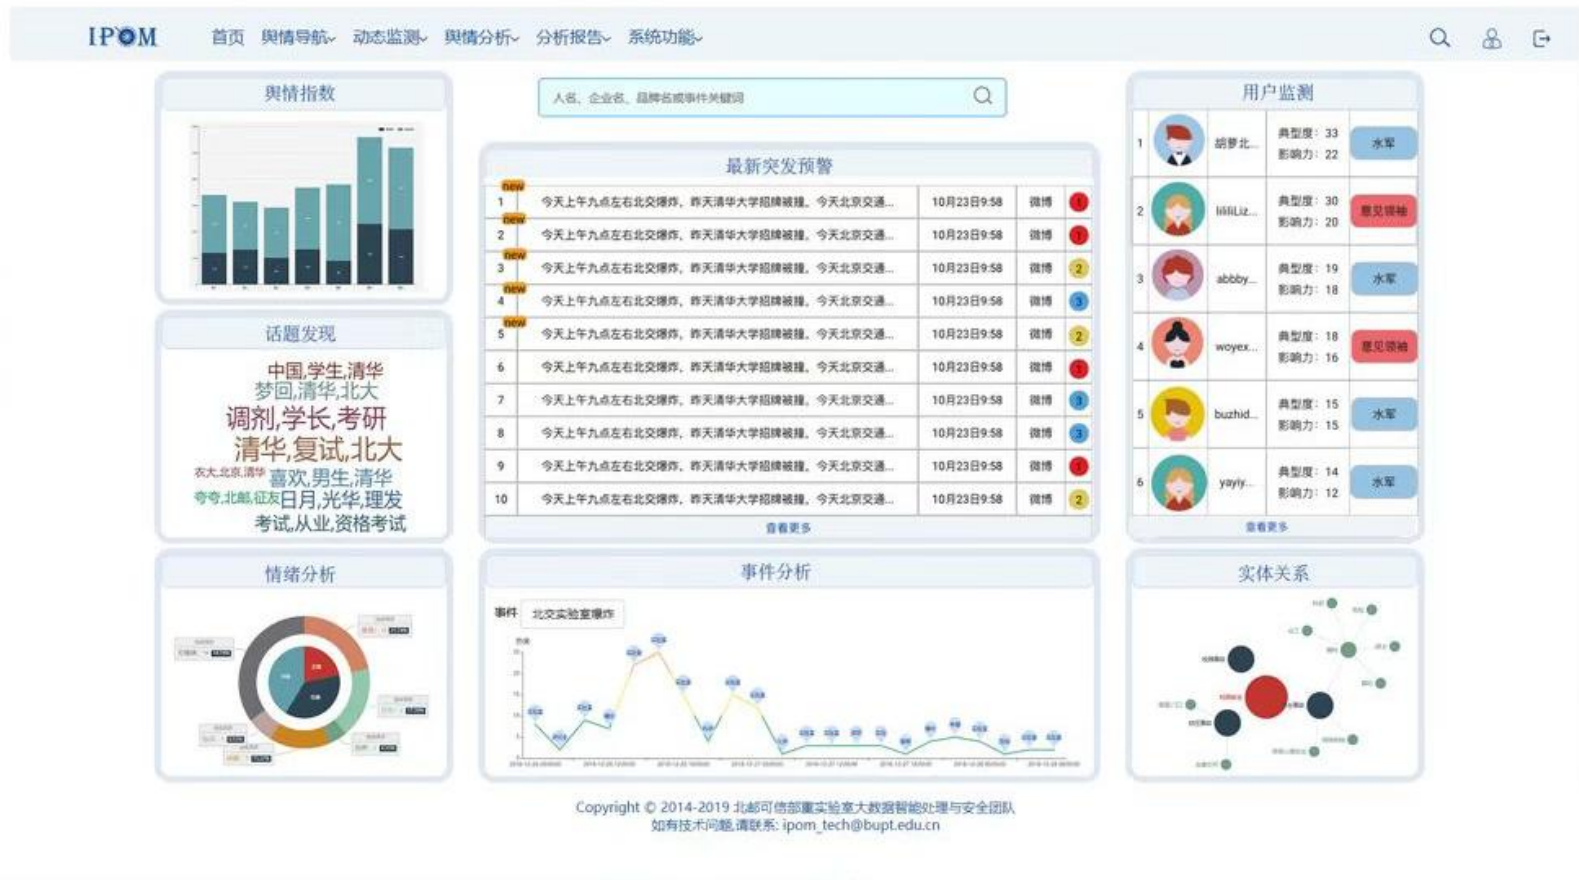 IPOM 首页 舆情导航 动态监测 舆情分析 分析报告 系统功能
舆情指数
人名、企业名、品牌名或事件关键词
最新突发预警
new
1 今天上午九点左右北交爆炸，昨天清华大学招牌被撞，今天北京交通... 10月23日9:58 微博 1
new
2 今天上午九点左右北交爆炸，昨天清华大学招牌被撞，今天北京交通... 10月23日9:58 微博 1
new
3 今天上午九点左右北交爆炸，昨天清华大学招牌被撞，今天北京交通... 10月23日9:58 微博 2
new
4 今天上午九点左右北交爆炸，昨天清华大学招牌被撞，今天北京交通... 10月23日9:58 微博 3
new
5 今天上午九点左右北交爆炸，昨天清华大学招牌被撞，今天北京交通... 10月23日9:58 微博 2
6 今天上午九点左右北交爆炸，昨天清华大学招牌被撞，今天北京交通... 10月23日9:58 微博 1
7 今天上午九点左右北交爆炸，昨天清华大学招牌被撞，今天北京交通... 10月23日9:58 微博 3
8 今天上午九点左右北交爆炸，昨天清华大学招牌被撞，今天北京交通... 10月23日9:58 微博 3
9 今天上午九点左右北交爆炸，昨天清华大学招牌被撞，今天北京交通... 10月23日9:58 微博 1
10 今天上午九点左右北交爆炸，昨天清华大学招牌被撞，今天北京交通... 10月23日9:58 微博 2
查看更多
用户监测
1 胡萝北... 典型度：33 水军
影响力：22
2 lililiLiz... 典型度：30 意见领袖
影响力：20
3 abbby... 典型度：19 水军
影响力：18
4 woyex... 典型度：18 意见领袖
影响力：16
5 buzhid... 典型度：15 水军
影响力：15
6 yayiy... 典型度：14 水军
影响力：12
查看更多
话题发现
中国,学生,清华
梦回,清华,北大
调剂,学长,考研
清华,复试,北大
农大,北京,清华 喜欢,男生,清华
夸夸,北邮,征友 日月,光华,理发
考试,从业,资格考试
情绪分析
事件分析
事件 北交实验室爆炸
实体关系
Copyright © 2014-2019 北邮可信部重实验室大数据智能处理与安全团队
如有技术问题,请联系: ipom_tech@bupt.edu.cn